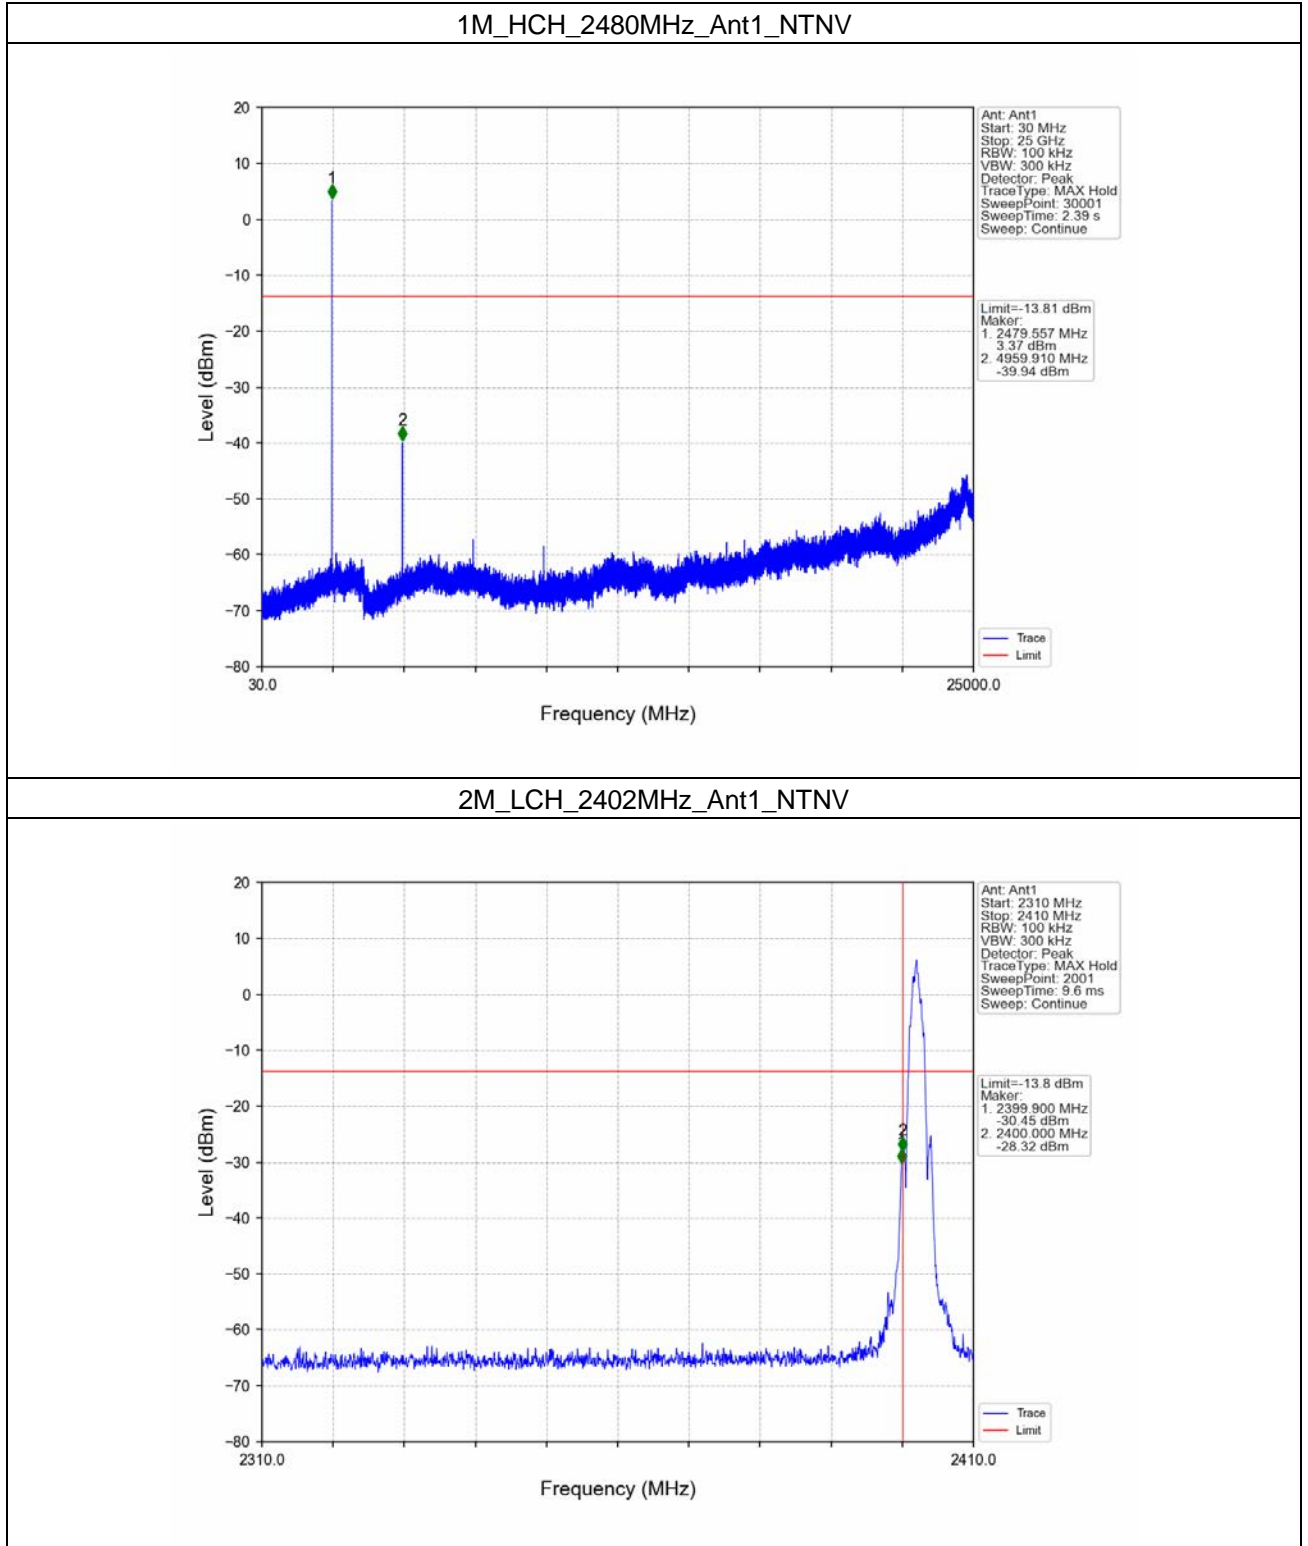 1M_HCH_2480MHz_Ant1_NTNV
20
10
0
−10
−20
−30
−40
−50
−60
−70
−80
Level (dBm)
1
2
30.0
25000.0
Frequency (MHz)
Ant: Ant1
Start: 30 MHz
Stop: 25 GHz
RBW: 100 kHz
VBW: 300 kHz
Detector: Peak
TraceType: MAX Hold
SweepPoint: 30001
SweepTime: 2.39 s
Sweep: Continue
Limit=-13.81 dBm
Maker:
1. 2479.557 MHz
3.37 dBm
2. 4959.910 MHz
-39.94 dBm
Trace
Limit
2M_LCH_2402MHz_Ant1_NTNV
20
10
0
−10
−20
−30
−40
−50
−60
−70
−80
Level (dBm)
2
2310.0
2410.0
Frequency (MHz)
Ant: Ant1
Start: 2310 MHz
Stop: 2410 MHz
RBW: 100 kHz
VBW: 300 kHz
Detector: Peak
TraceType: MAX Hold
SweepPoint: 2001
SweepTime: 9.6 ms
Sweep: Continue
Limit=-13.8 dBm
Maker:
1. 2399.900 MHz
-30.45 dBm
2. 2400.000 MHz
-28.32 dBm
Trace
Limit